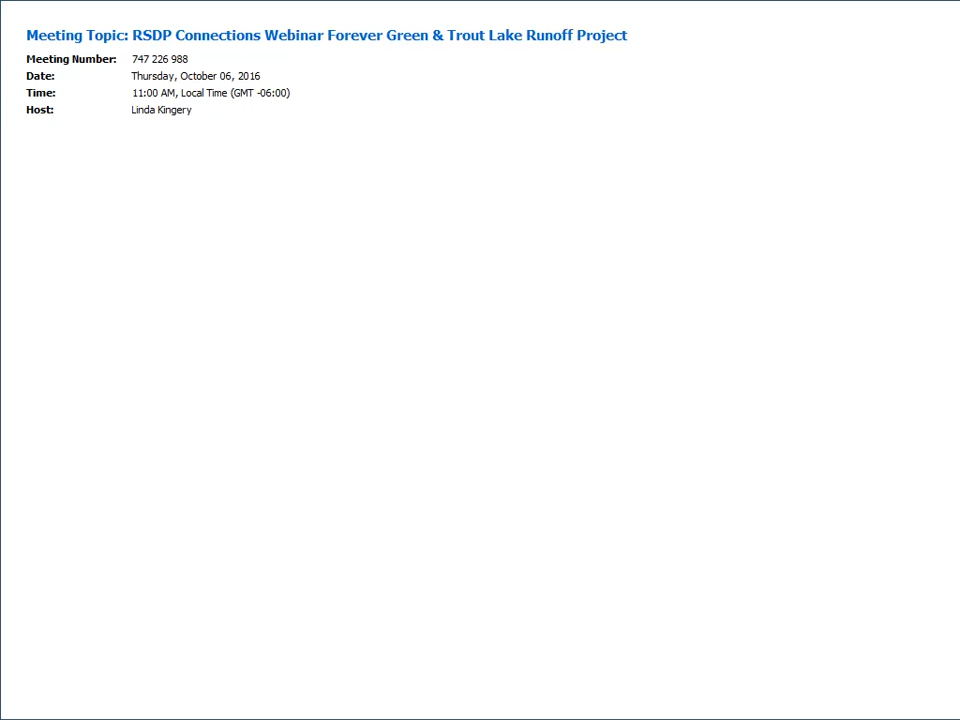 Meeting Topic: RSDP Connections Webinar Forever Green & Trout Lake Runoff Project
Meeting Number: 747 226 988
Date: Thursday, October 06, 2016
Time: 11:00 AM, Local Time (GMT -06:00)
Host: Linda Kingery